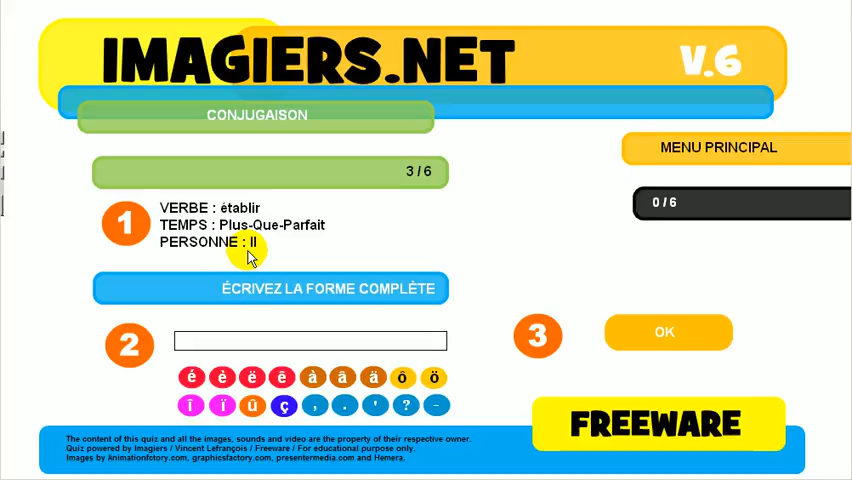 IMAGIERS.NET
V.6
CONJUGAISON
MENU PRINCIPAL
3 / 6
0 / 6
1
VERBE : établir
TEMPS : Plus-Que-Parfait
PERSONNE : Il
ÉCRIVEZ LA FORME COMPLÈTE
2
3
OK
é è ë ê à â ä ô ö
î ï û ç , . ' ? -
FREEWARE
The content of this quiz and all the images, sounds and video are the property of their respective owner.
Quiz powered by Imagiers / Vincent Lefrançois / Freeware / For educational purpose only.
Images by Animationfctory.com, graphicsfactory.com, presentermedia.com and Hemera.